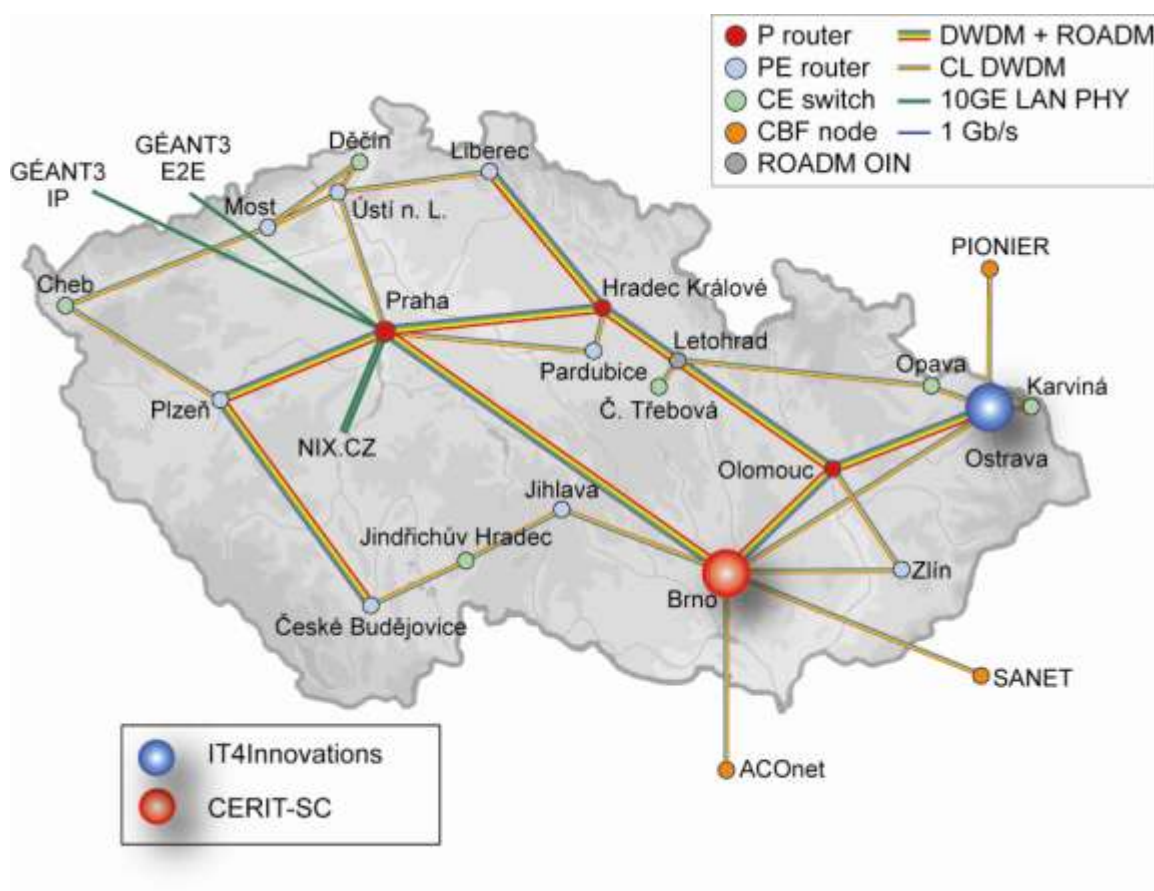 P router
DWDM + ROADM
PE router
CL DWDM
CE switch
10GE LAN PHY
CBF node
1 Gb/s
ROADM OIN
GÉANT3
E2E
GÉANT3
IP
Děčín
Liberec
Most
Ústí n. L.
PIONIER
Cheb
Praha
Hradec Králové
Letohrad
Opava
Karviná
Pardubice
Plzeň
Č. Třebová
NIX.CZ
Ostrava
Olomouc
Jihlava
Jindřichův Hradec
Zlín
Brno
České Budějovice
SANET
ACOnet
IT4Innovations
CERIT-SC